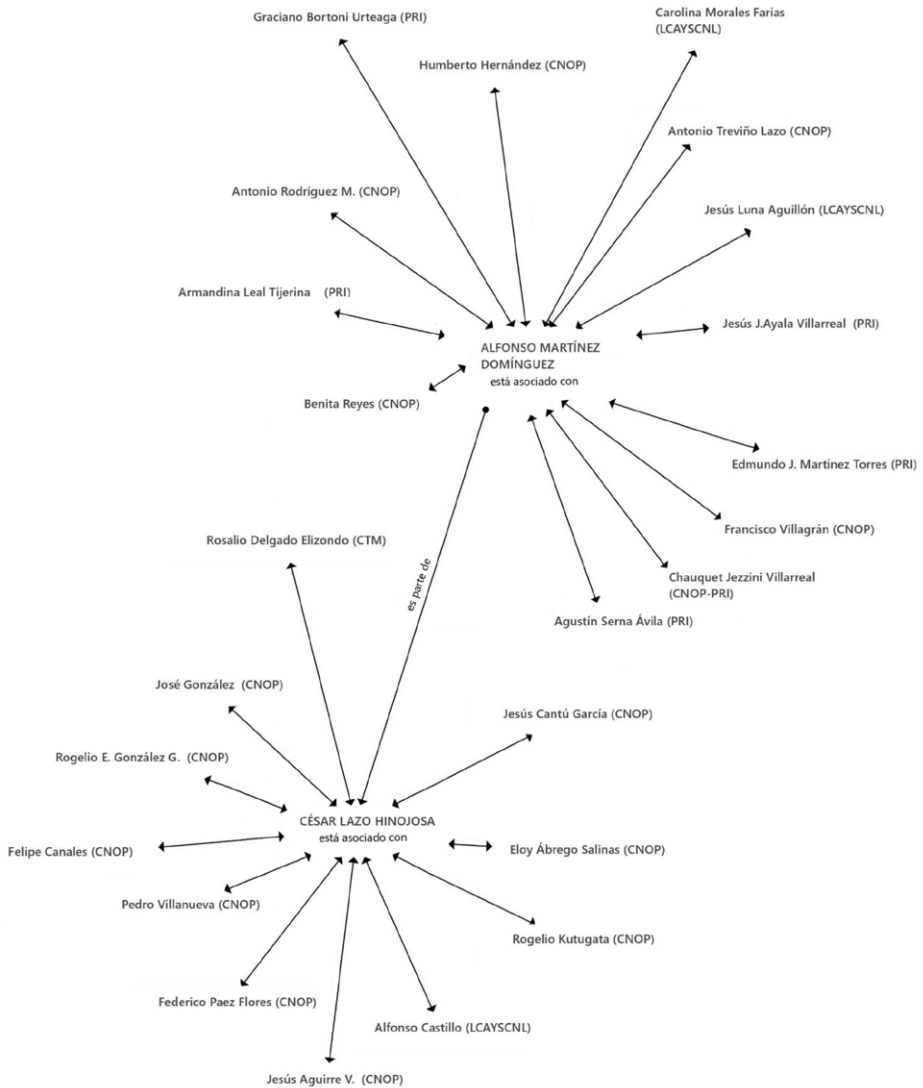 Graciano Bortoni Urteaga (PRI)
Carolina Morales Farías
(LCAYSCNL)
Humberto Hernández (CNOP)
Antonio Treviño Lazo (CNOP)
Antonio Rodríguez M. (CNOP)
Jesús Luna Aguillón (LCAYSCNL)
Armandina Leal Tijerina (PRI)
Jesús J.Ayala Villarreal (PRI)
ALFONSO MARTÍNEZ
DOMÍNGUEZ
está asociado con
Benita Reyes (CNOP)
Edmundo J. Martínez Torres (PRI)
Francisco Villagrán (CNOP)
Rosalio Delgado Elizondo (CTM)
es parte de
Chauquet Jezzini Villarreal
(CNOP-PRI)
Agustín Serna Ávila (PRI)
José González (CNOP)
Jesús Cantú García (CNOP)
Rogelio E. González G. (CNOP)
CÉSAR LAZO HINOJOSA
está asociado con
Felipe Canales (CNOP)
Eloy Ábrego Salinas (CNOP)
Pedro Villanueva (CNOP)
Rogelio Kutugata (CNOP)
Federico Paez Flores (CNOP)
Alfonso Castillo (LCAYSCNL)
Jesús Aguirre V. (CNOP)